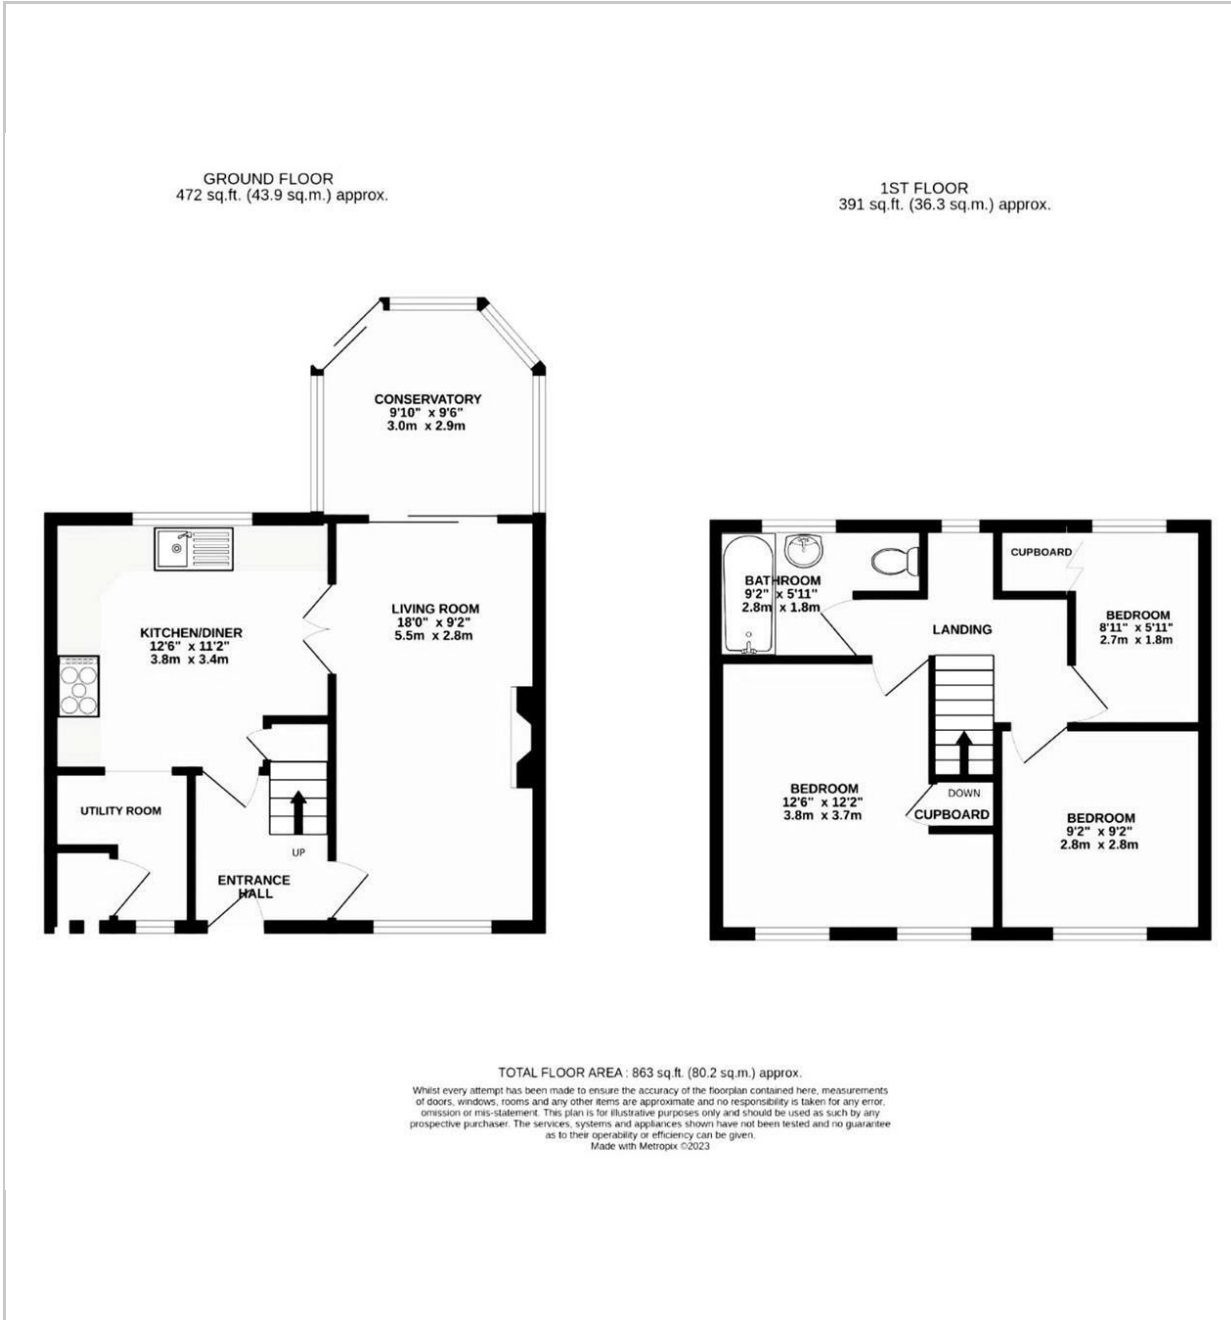 GROUND FLOOR
472 sq.ft. (43.9 sq.m.) approx.
1ST FLOOR
391 sq.ft. (36.3 sq.m.) approx.
CONSERVATORY
9'10" x 9'6"
3.0m x 2.9m
LIVING ROOM
18'0" x 9'2"
5.5m x 2.8m
KITCHEN/DINER
12'6" x 11'2"
3.8m x 3.4m
UTILITY ROOM
UP
ENTRANCE
HALL
CUPBOARD
BATHROOM
9'2" x 5'11"
2.8m x 1.8m
BEDROOM
8'11" x 5'11"
2.7m x 1.8m
LANDING
BEDROOM
12'6" x 12'2"
3.8m x 3.7m
DOWN
CUPBOARD
BEDROOM
9'2" x 9'2"
2.8m x 2.8m
TOTAL FLOOR AREA : 863 sq.ft. (80.2 sq.m.) approx.
Whilst every attempt has been made to ensure the accuracy of the floorplan contained here, measurements
of doors, windows, rooms and any other items are approximate and no responsibility is taken for any error,
omission or mis-statement. This plan is for illustrative purposes only and should be used as such by any
prospective purchaser. The services, systems and appliances shown have not been tested and no guarantee
as to their operability or efficiency can be given.
Made with Metropix ©2023